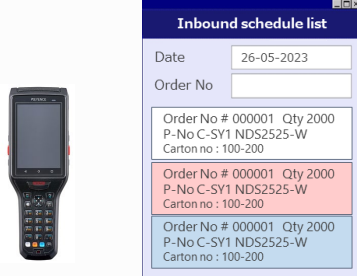 Inbound schedule list
Date 26-05-2023
Order No
Order No # 000001 Qty 2000
P-No C-SY1 NDS2525-W
Carton no : 100-200
Order No # 000001 Qty 2000
P-No C-SY1 NDS2525-W
Carton no : 100-200
Order No # 000001 Qty 2000
P-No C-SY1 NDS2525-W
Carton no : 100-200